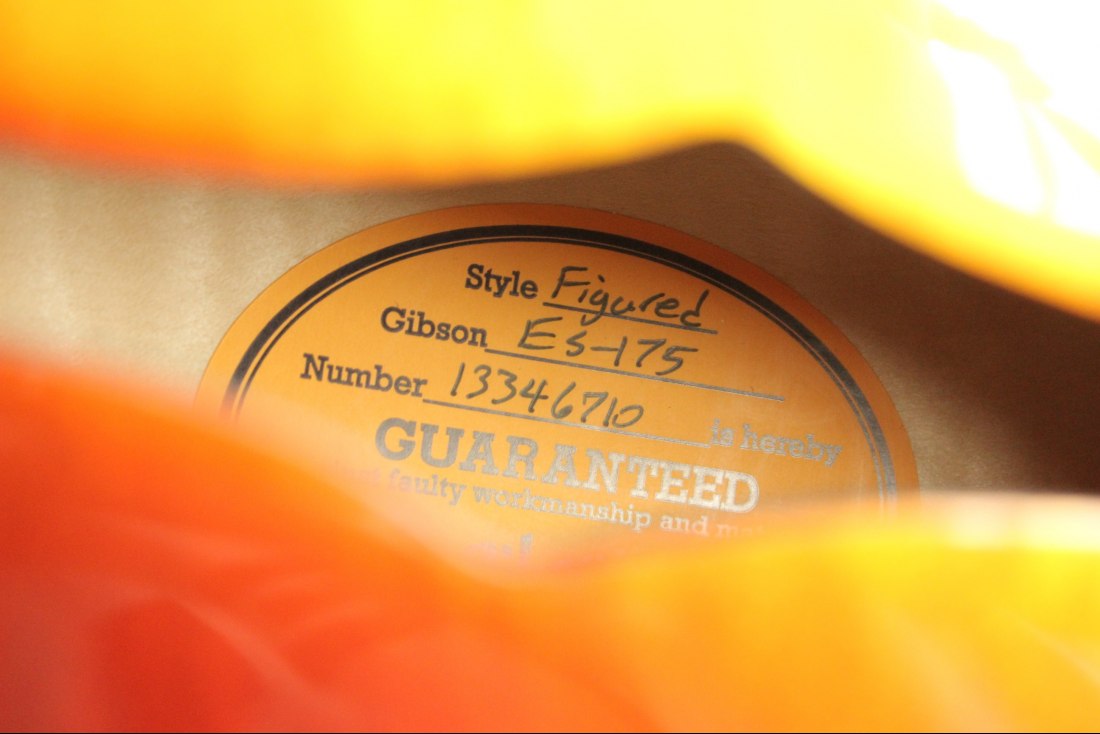 Style Figured
Gibson ES-175
Number 13346710 is hereby
GUARANTEED
faulty workmanship and